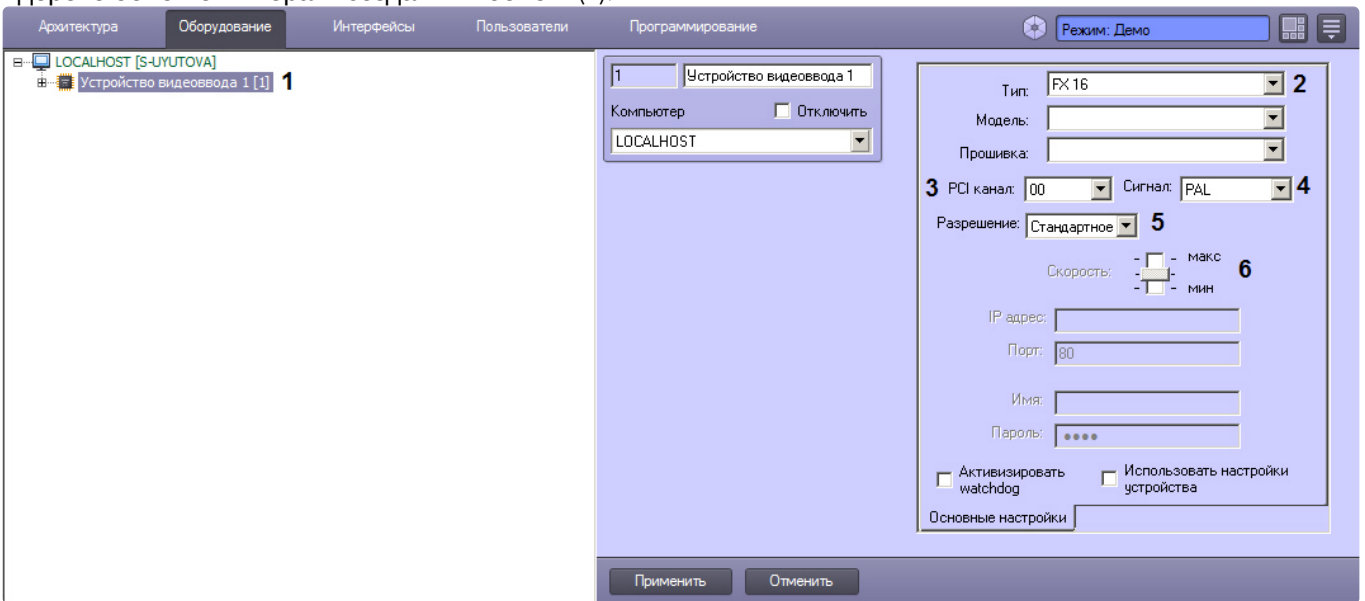 Архитектура Оборудование Интерфейсы Пользователи Программирование Режим: Демо
LOCALHOST [S-UYUTOVA]
Устройство видеоввода 1 [1] 1
1 Устройство видеоввода 1
Компьютер Отключить
LOCALHOST
Тип: FX 16 2
Модель:
Прошивка:
3 PCI канал: 00 Сигнал: PAL 4
Разрешение: Стандартное 5
Скорость: макс 6
мин
IP адрес:
Порт: 80
Имя:
Пароль: ••••
Активизировать watchdog Использовать настройки устройства
Основные настройки
Применить Отменить